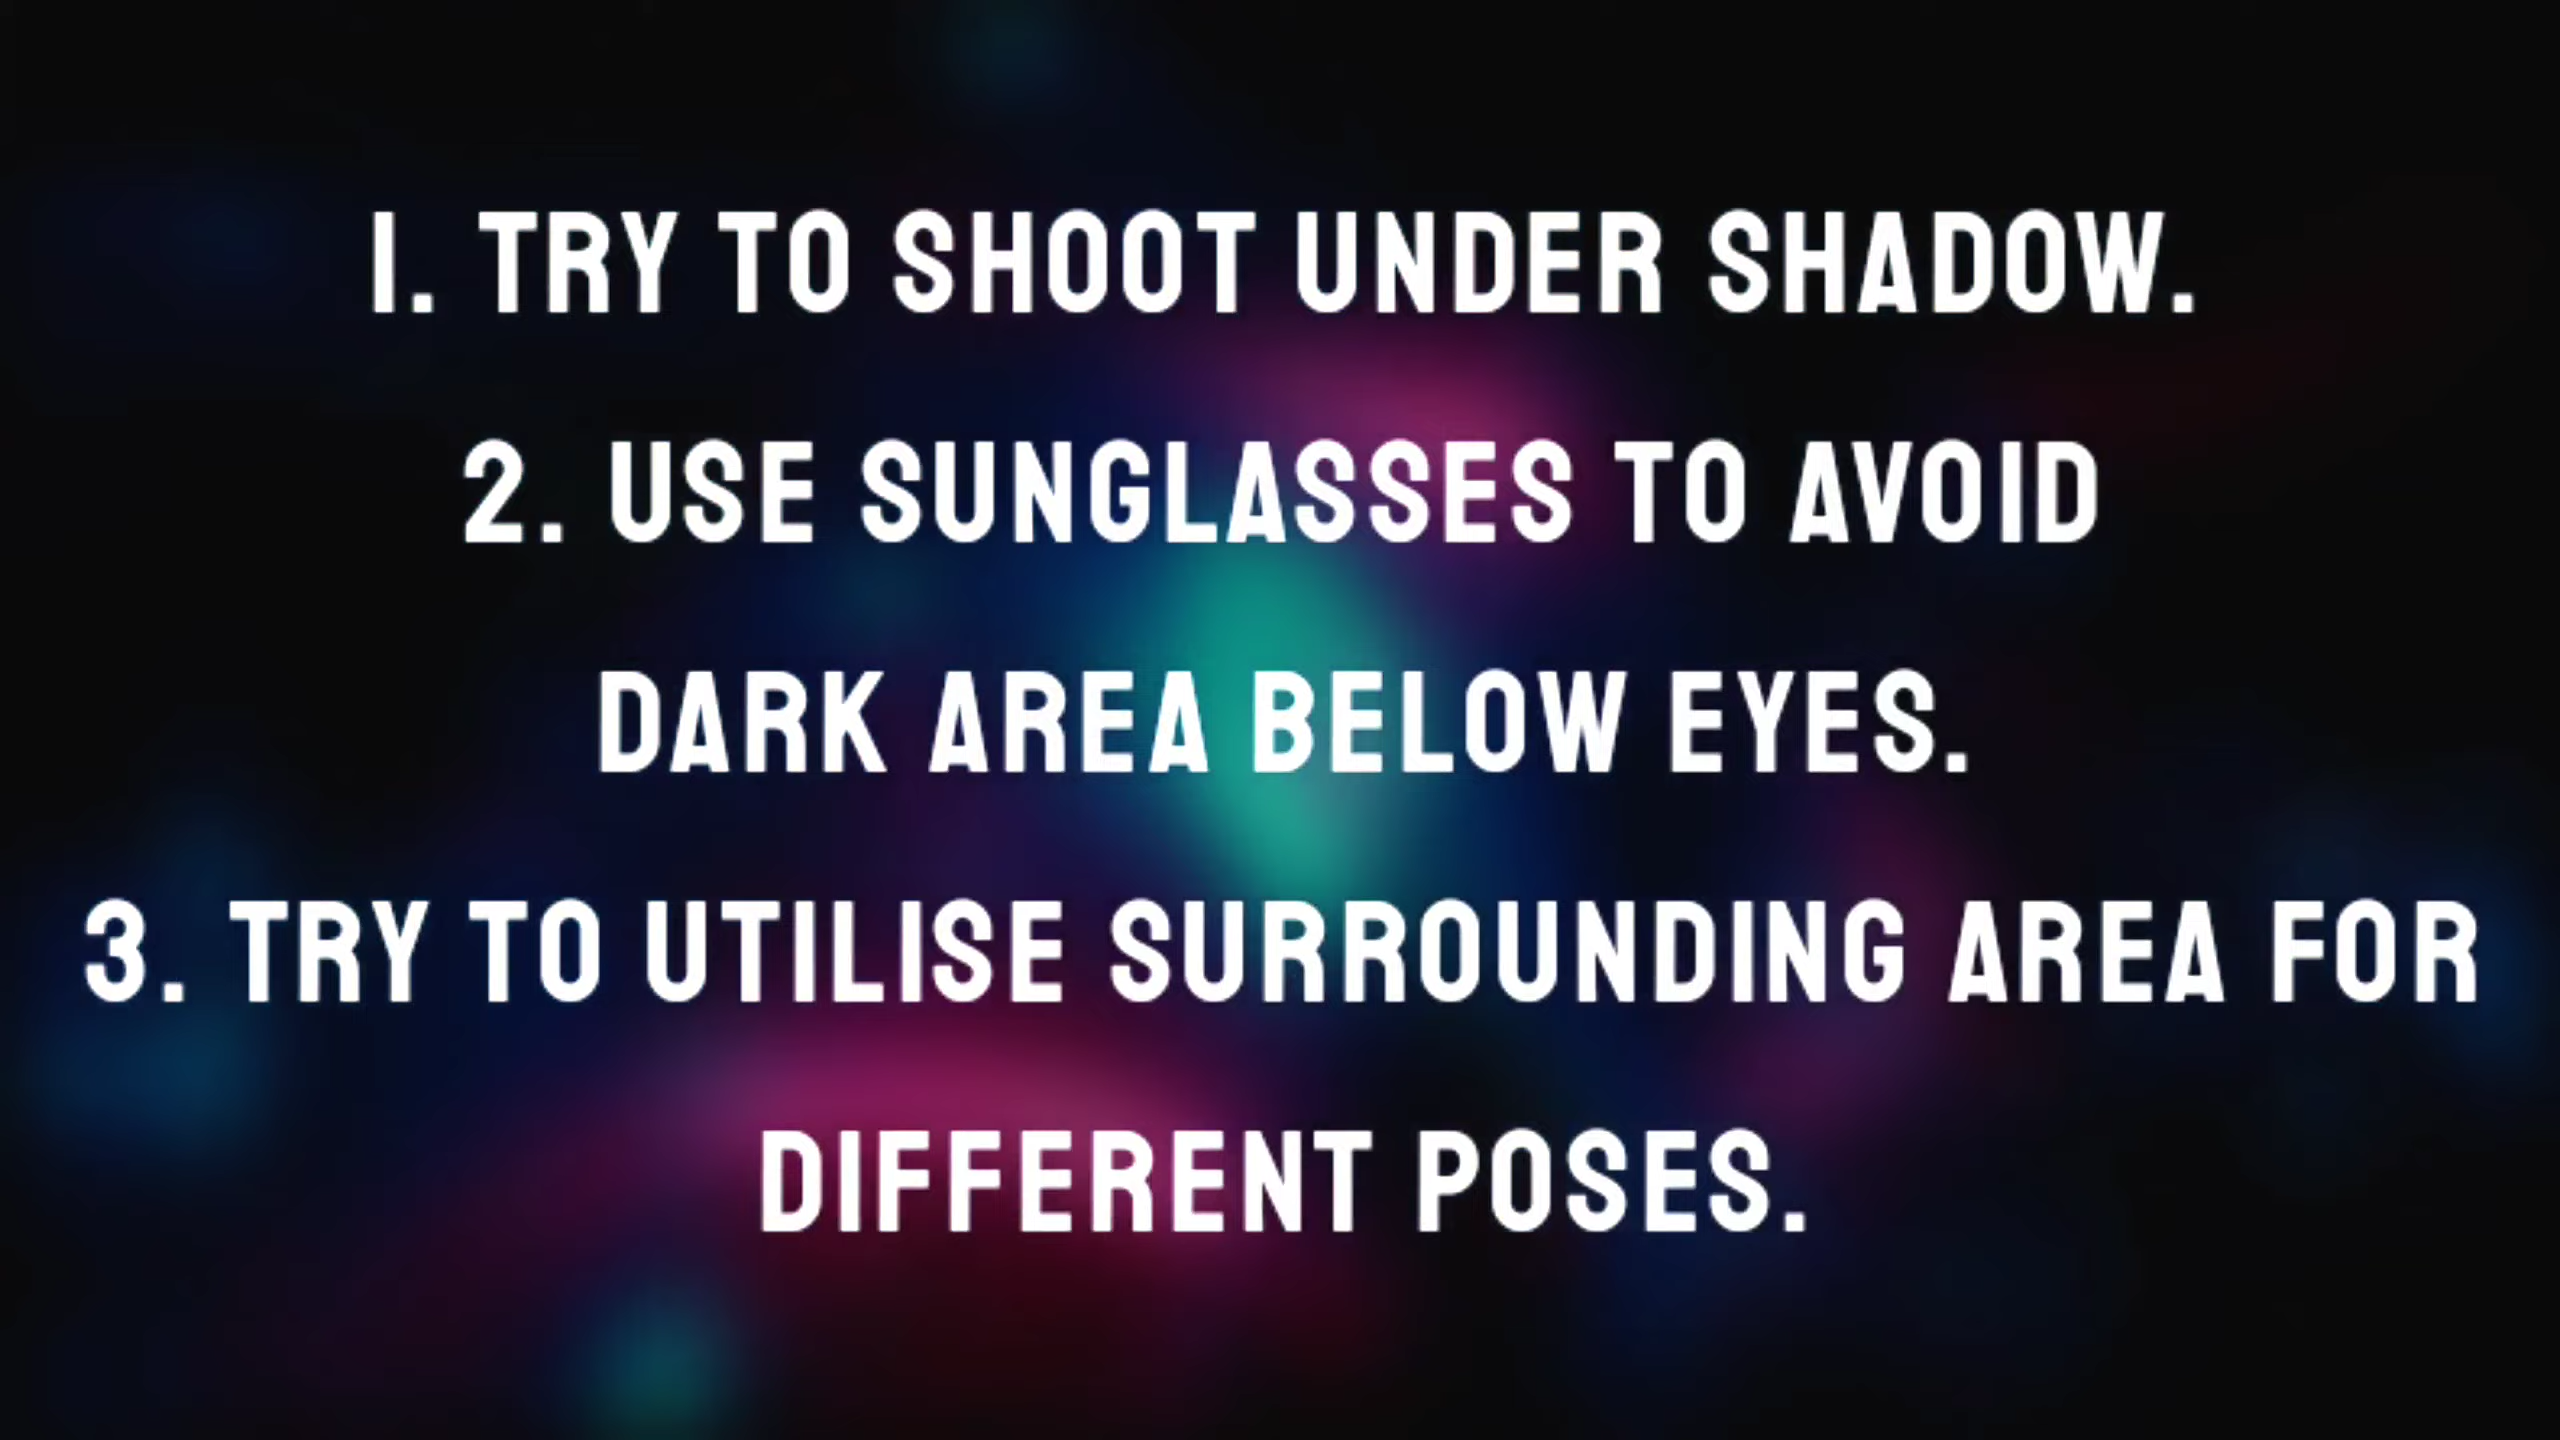 1. TRY TO SHOOT UNDER SHADOW.
2. USE SUNGLASSES TO AVOID
DARK AREA BELOW EYES.
3. TRY TO UTILISE SURROUNDING AREA FOR
DIFFERENT POSES.